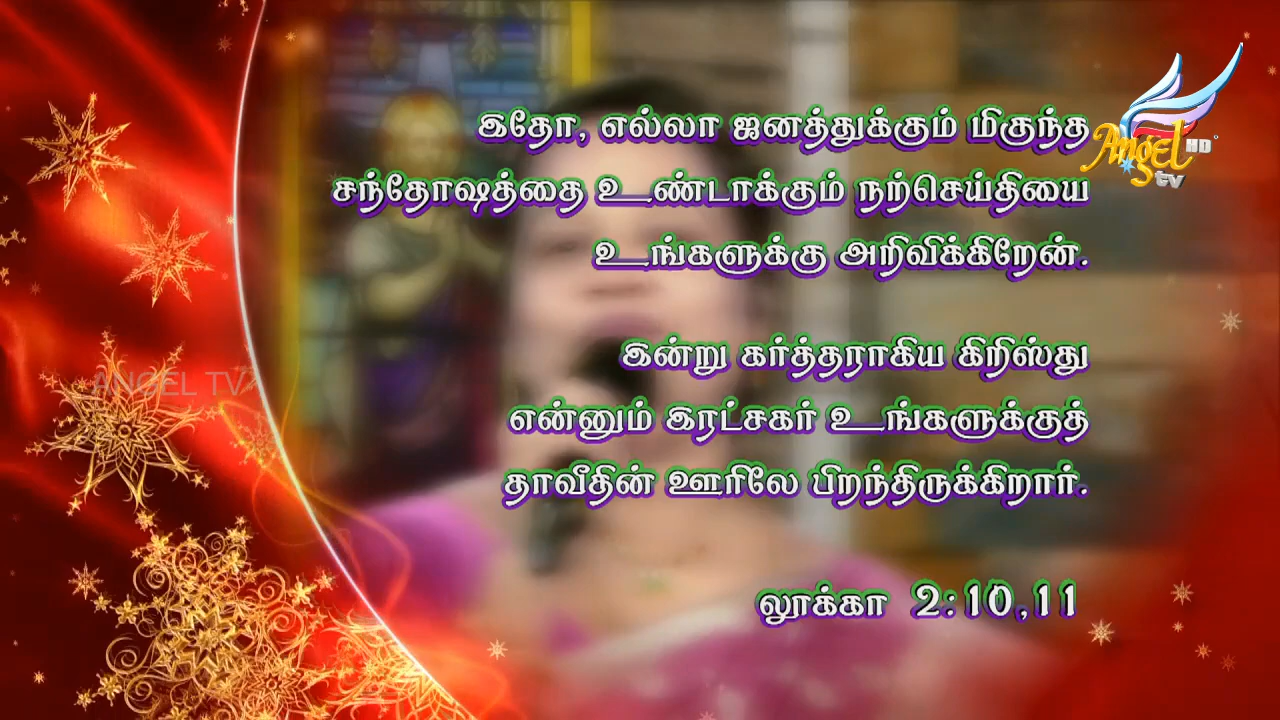 இதோ, எல்லா ஜனத்துக்கும் மிகுந்த
சந்தோஷத்தை உண்டாக்கும் நற்செய்தியை
உங்களுக்கு அறிவிக்கிறேன்.
இன்று கர்த்தராகிய கிறிஸ்து
என்னும் இரட்சகர் உங்களுக்குத்
தாவீதின் ஊரிலே பிறந்திருக்கிறார்.
லூக்கா 2:10,11
Angel HD
tv
ANGEL TV